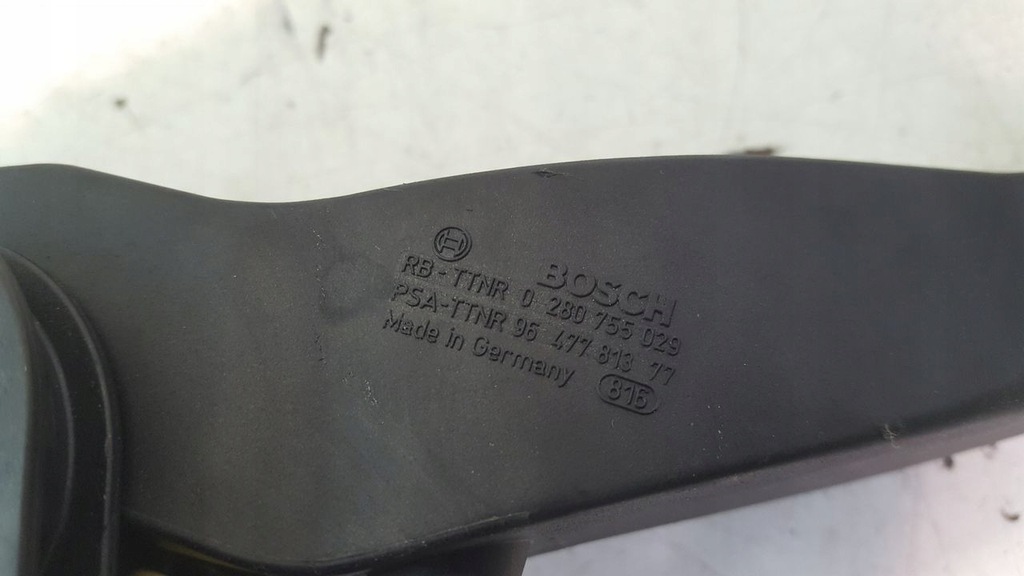 BOSCH
RB-TTNR 0 280 755 029
PSA-TTNR 96 477 813 77
Made in Germany 816